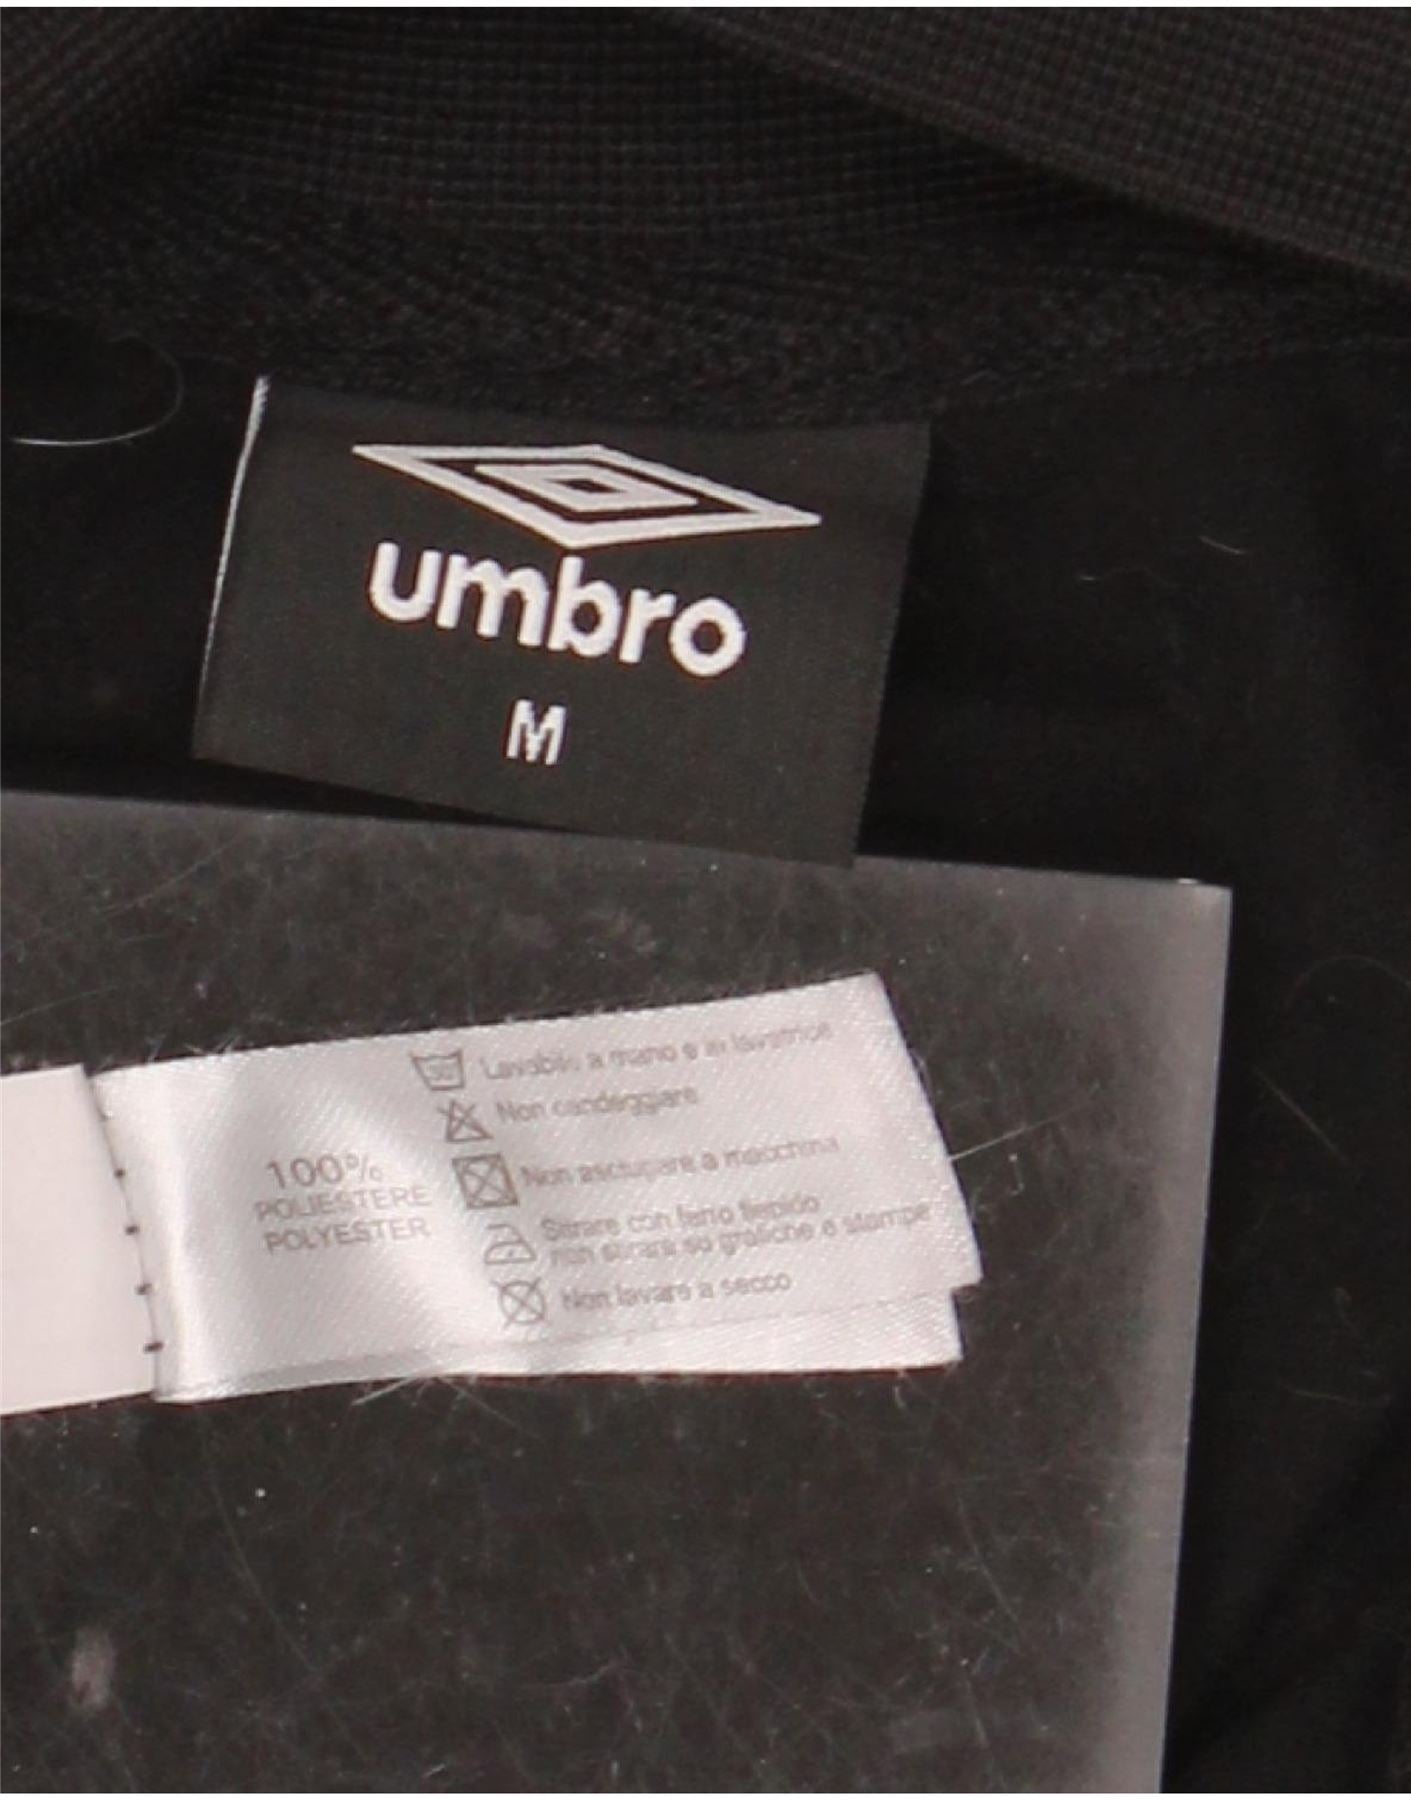 umbro
M
30
Lavabile a mano e in lavatrice
Non candeggiare
100%
POLIESTERE
POLYESTER
Non asciugare a macchina
Stirare con ferro tiepido
non stirare su grafiche e stampe
Non lavare a secco